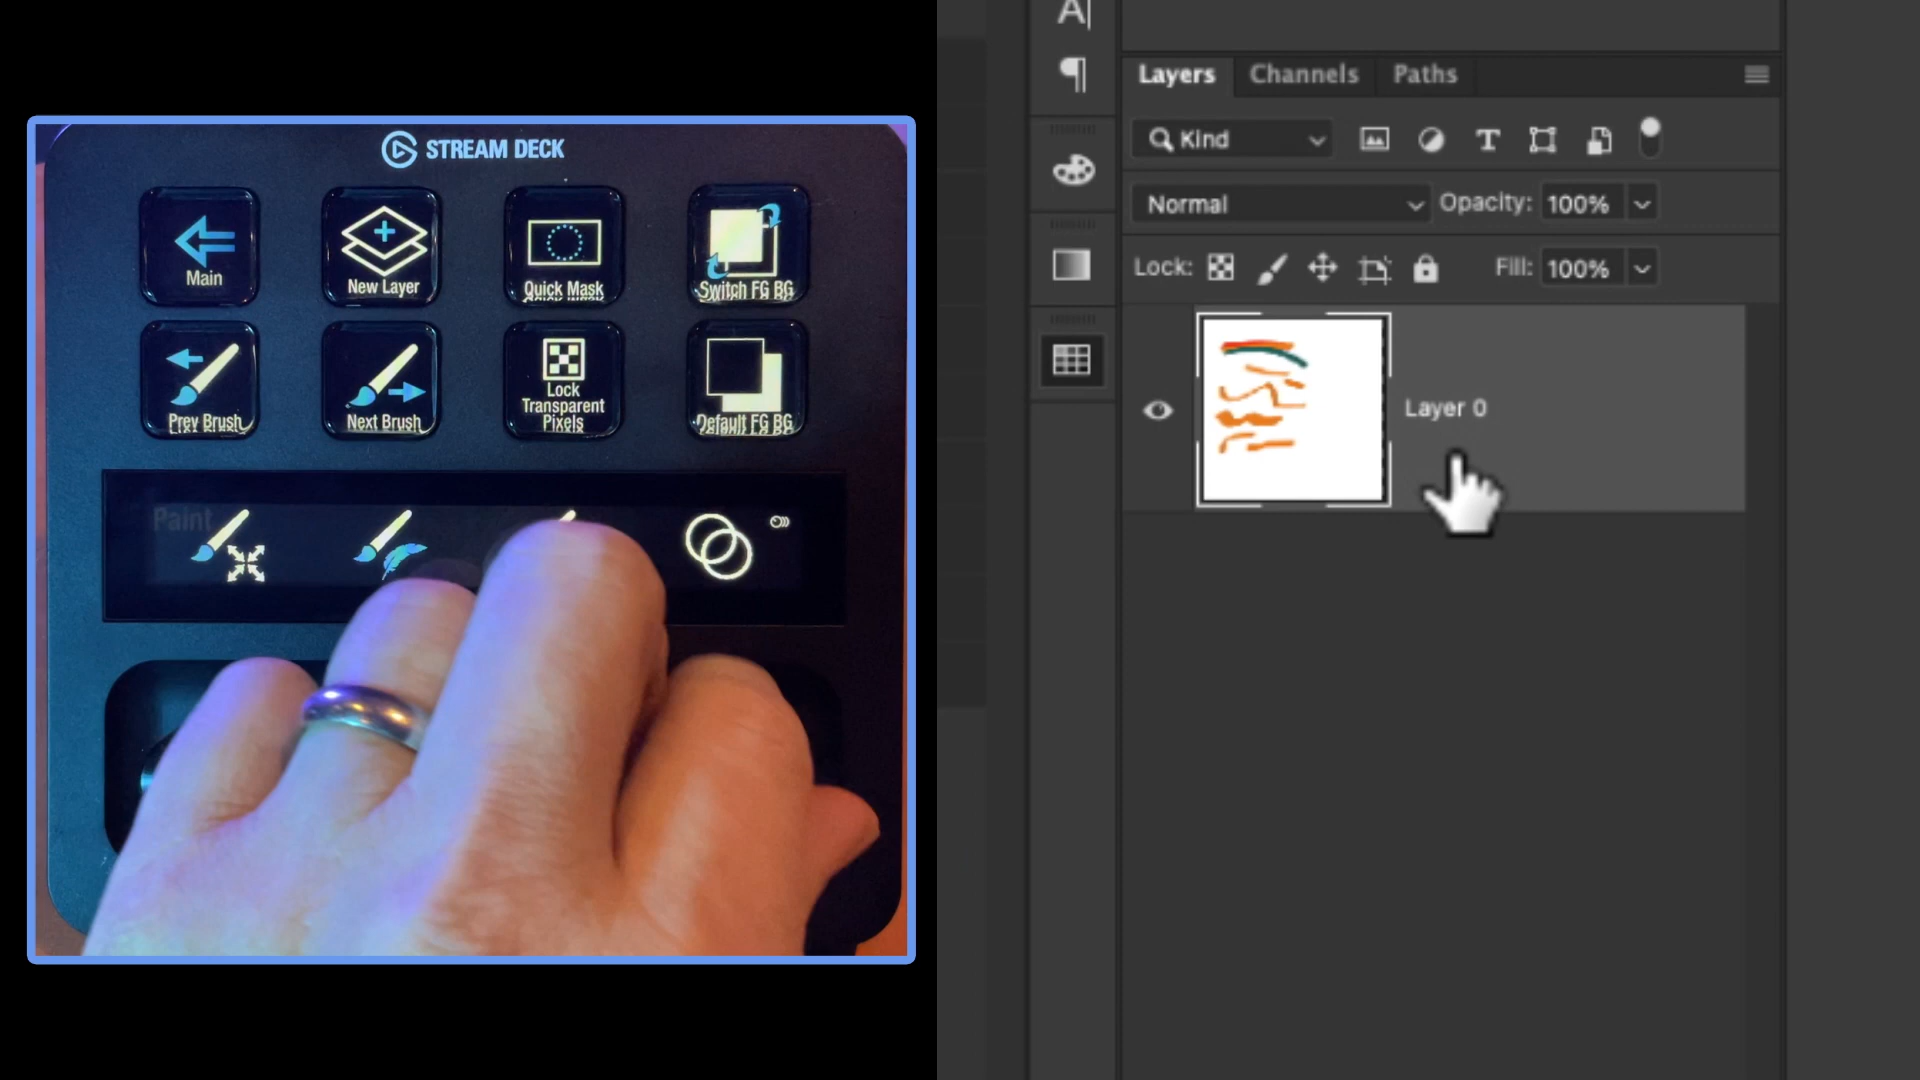 STREAM DECK
Main
New Layer
Quick Mask
Switch FG BG
Prev Brush
Next Brush
Lock
Transparent
Pixels
Default FG BG
Paint
A|
¶
Layers Channels Paths
Kind
T
Normal Opacity: 100%
Lock: Fill: 100%
Layer 0